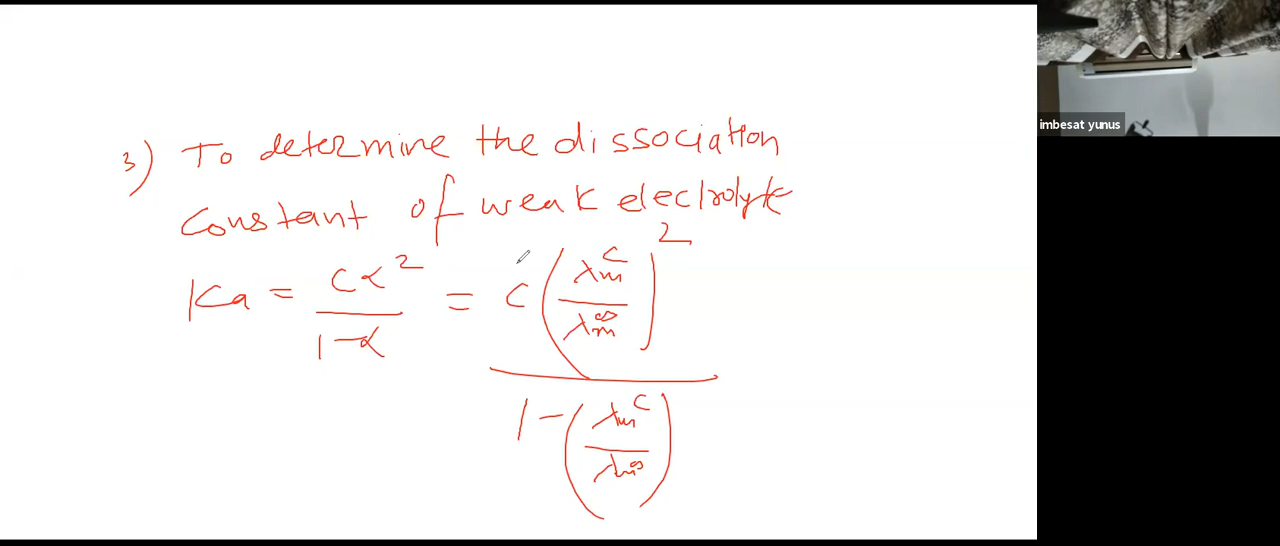 3) To determine the dissociation
constant of weak electrolyte
Ka = Cα² / 1-α = C (λm^c / λm^∞)² / 1-(λm^c / λm^∞)
imbesat yunus